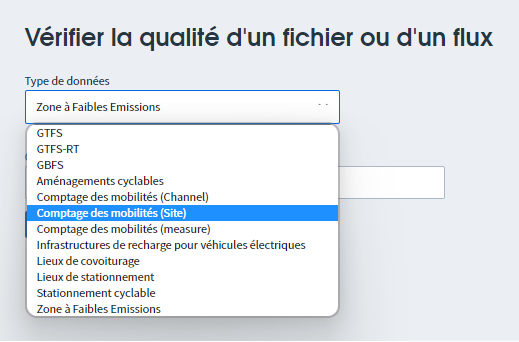 Vérifier la qualité d'un fichier ou d'un flux
Type de données
Zone à Faibles Emissions
GTFS
GTFS-RT
GBFS
Aménagements cyclables
Comptage des mobilités (Channel)
Comptage des mobilités (Site)
Comptage des mobilités (measure)
Infrastructures de recharge pour véhicules électriques
Lieux de covoiturage
Lieux de stationnement
Stationnement cyclable
Zone à Faibles Emissions